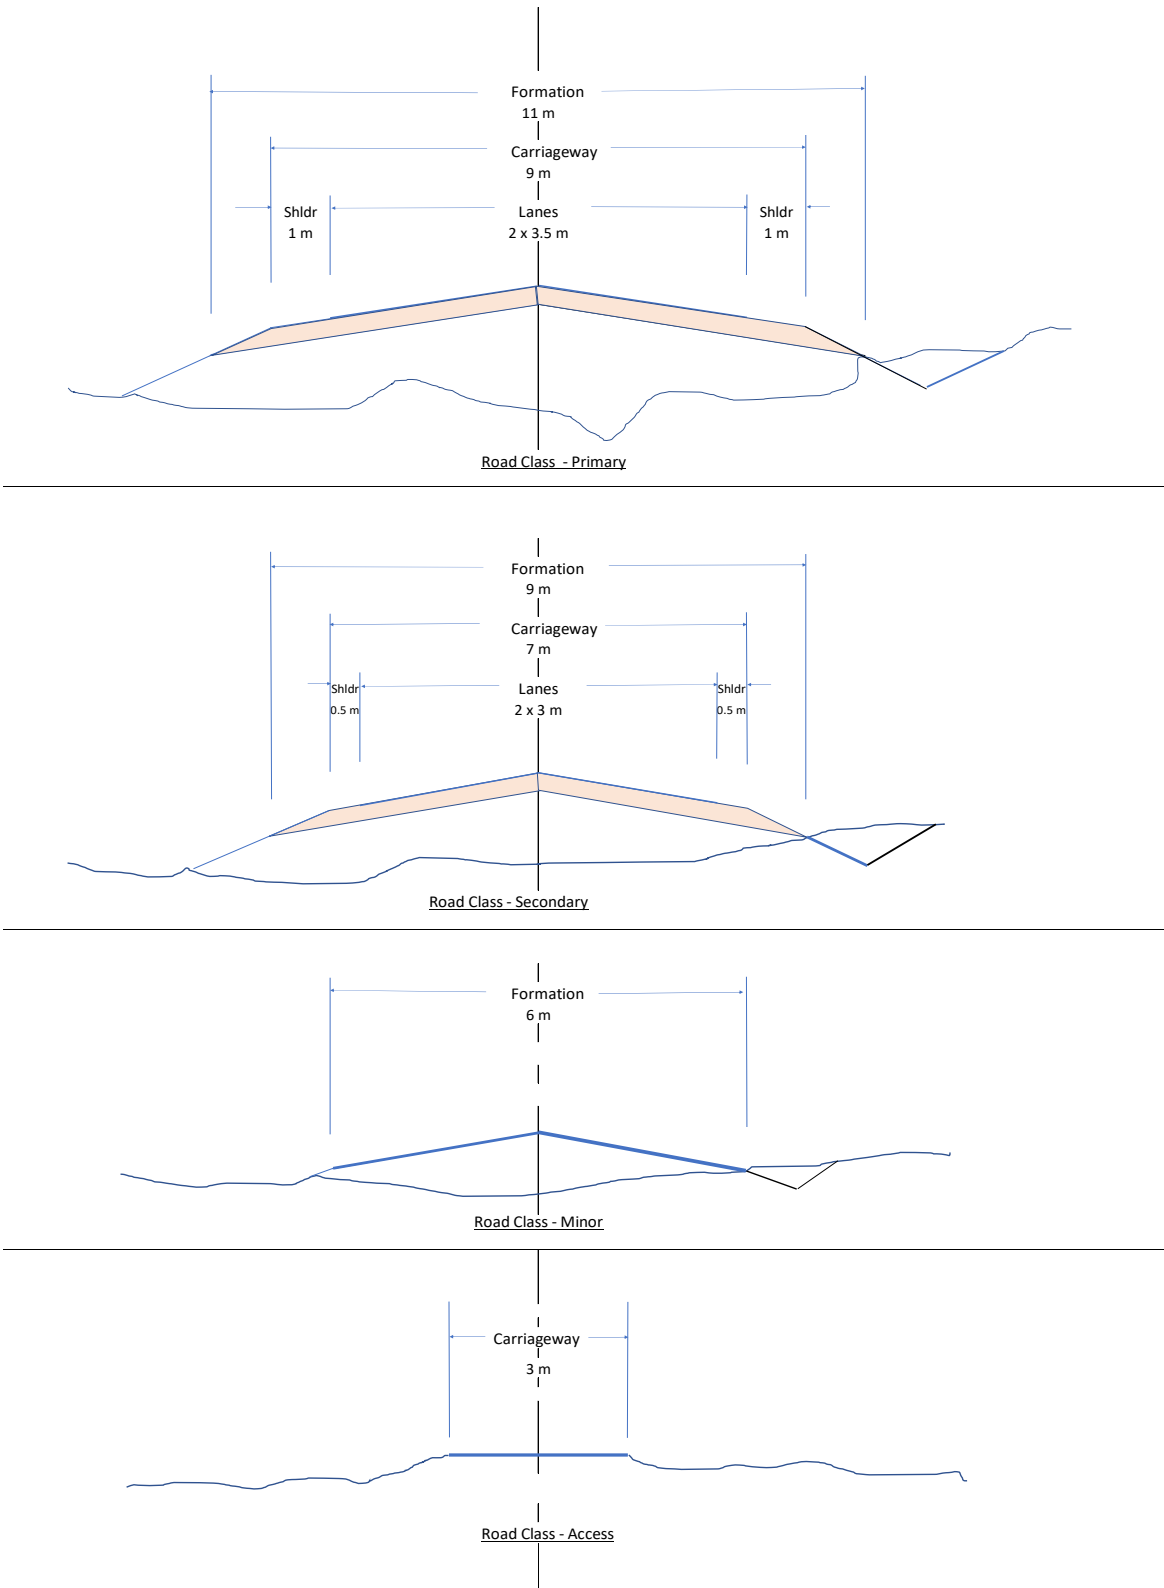 Formation
11 m
Carriageway
9 m
Shldr
1 m
Lanes
2 x 3.5 m
Shldr
1 m
Road Class  - Primary
Formation
9 m
Carriageway
7 m
Shldr
0.5 m
Lanes
2 x 3 m
Shldr
0.5 m
Road Class - Secondary
Formation
6 m
Road Class - Minor
Carriageway
3 m
Road Class - Access